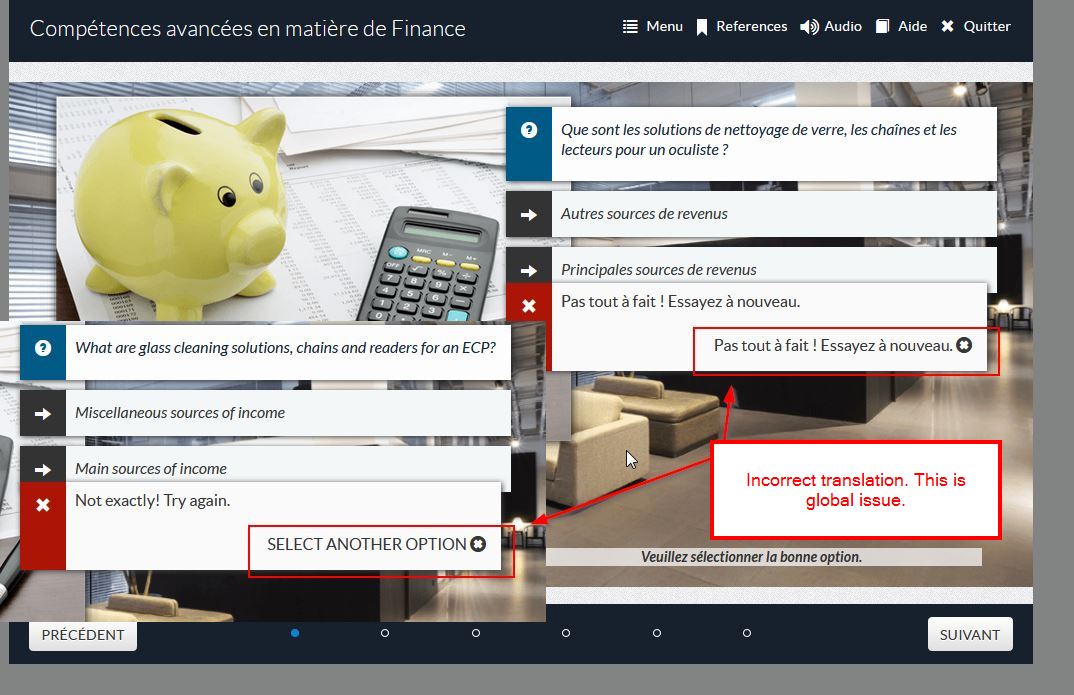 Compétences avancées en matière de Finance
Menu
References
Audio
Aide
Quitter
Que sont les solutions de nettoyage de verre, les chaînes et les
lecteurs pour un oculiste ?
Autres sources de revenus
Principales sources de revenus
Pas tout à fait ! Essayez à nouveau.
Pas tout à fait ! Essayez à nouveau.
What are glass cleaning solutions, chains and readers for an ECP?
Miscellaneous sources of income
Main sources of income
Not exactly! Try again.
SELECT ANOTHER OPTION
Incorrect translation. This is
global issue.
Veuillez sélectionner la bonne option.
PRÉCÉDENT
SUIVANT